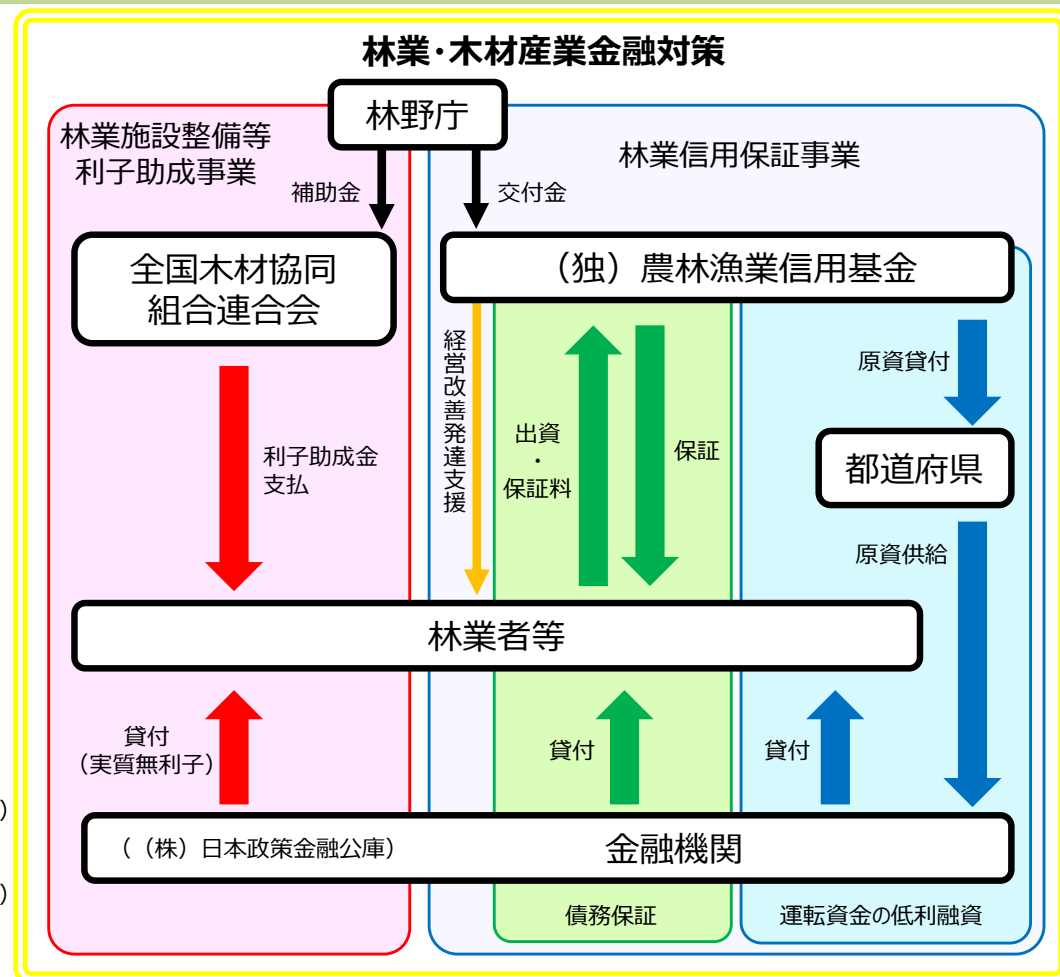 林業・木材産業金融対策
林野庁
林業施設整備等
利子助成事業
林業信用保証事業
補助金
交付金
全国木材協同
組合連合会
（独）農林漁業信用基金
経営改善発達支援
出資
・
保証料
保証
原資貸付
都道府県
利子助成金
支払
原資供給
林業者等
貸付
（実質無利子）
貸付
貸付
）
（（株）日本政策金融公庫）
金融機関
）
債務保証
運転資金の低利融資